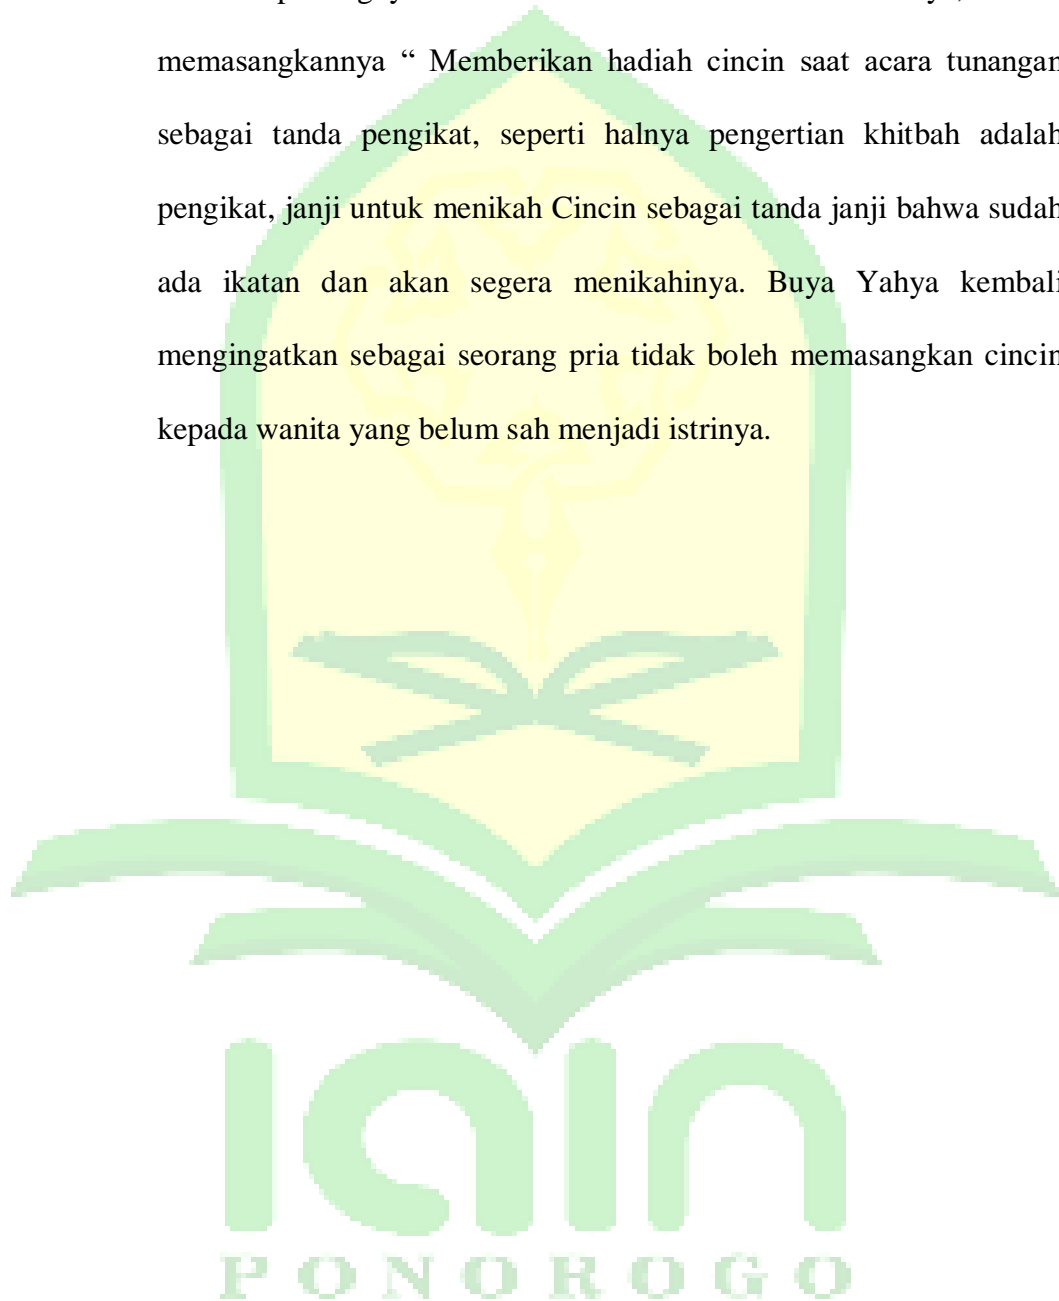 memasangkannya “ Memberikan hadiah cincin saat acara tunangan
sebagai tanda pengikat, seperti halnya pengertian khitbah adalah
pengikat, janji untuk menikah Cincin sebagai tanda janji bahwa sudah
ada ikatan dan akan segera menikahinya. Buya Yahya kembali
mengingatkan sebagai seorang pria tidak boleh memasangkan cincin
kepada wanita yang belum sah menjadi istrinya.
iain
PONOROGO